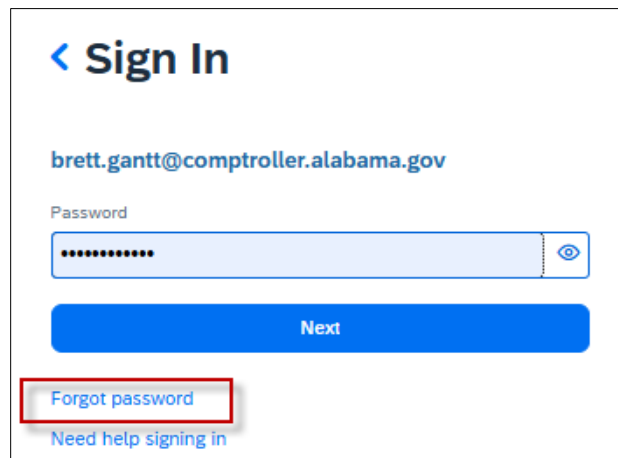 Sign In
brett.gantt@comptroller.alabama.gov
Password
••••••••••••
Next
Forgot password
Need help signing in